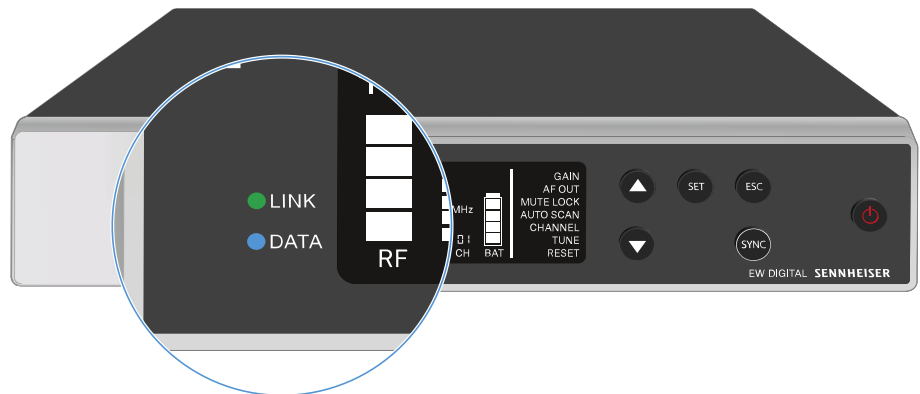 LINK
DATA
RF
MHz
01
CH
BAT
GAIN
AF OUT
MUTE LOCK
AUTO SCAN
CHANNEL
TUNE
RESET
SET
ESC
SYNC
EW DIGITAL SENNHEISER